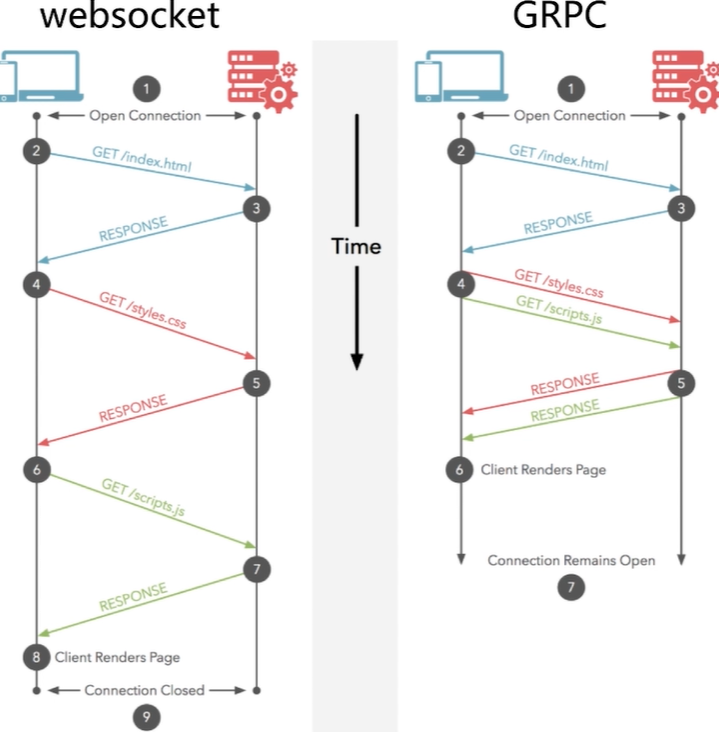 websocket
1
Open Connection
2
GET /index.html
3
RESPONSE
4
GET /styles.css
5
RESPONSE
6
GET /scripts.js
7
RESPONSE
8 Client Renders Page
Connection Closed
9
Time
GRPC
1
Open Connection
2
GET /index.html
3
RESPONSE
4
GET /styles.css
GET /scripts.js
5
RESPONSE
RESPONSE
6 Client Renders Page
Connection Remains Open
7